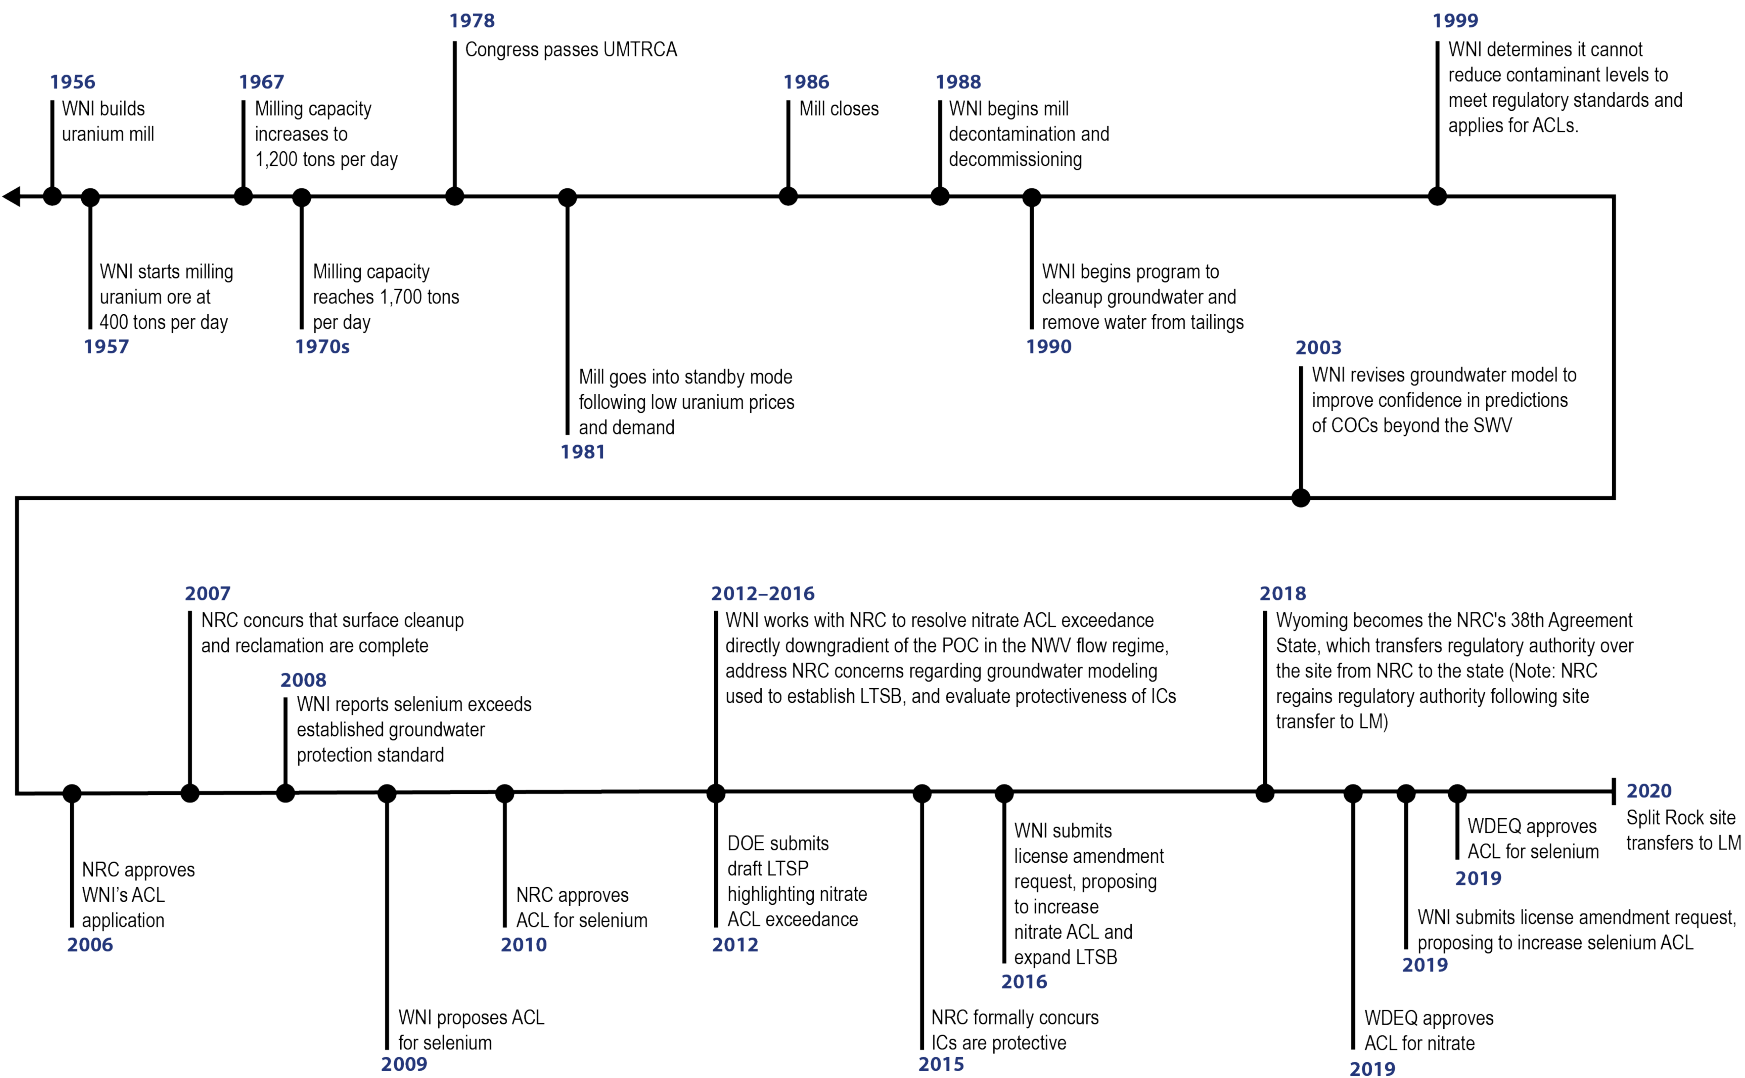 1956
WNI builds
uranium mill
WNI starts milling
uranium ore at
400 tons per day
1957
1967
Milling capacity
increases to
1,200 tons per day
Milling capacity
reaches 1,700 tons
per day
1970s
1978
Congress passes UMTRCA
Mill goes into standby mode
following low uranium prices
and demand
1981
1986
Mill closes
1988
WNI begins mill
decontamination and
decommissioning
WNI begins program to
cleanup groundwater and
remove water from tailings
1990
1999
WNI determines it cannot
reduce contaminant levels to
meet regulatory standards and
applies for ACLs.
2003
WNI revises groundwater model to
improve confidence in predictions
of COCs beyond the SWV
NRC approves
WNI’s ACL
application
2006
2007
NRC concurs that surface cleanup
and reclamation are complete
2008
WNI reports selenium exceeds
established groundwater
protection standard
WNI proposes ACL
for selenium
2009
NRC approves
ACL for selenium
2010
2012–2016
WNI works with NRC to resolve nitrate ACL exceedance
directly downgradient of the POC in the NWV flow regime,
address NRC concerns regarding groundwater modeling
used to establish LTSB, and evaluate protectiveness of ICs
DOE submits
draft LTSP
highlighting nitrate
ACL exceedance
2012
NRC formally concurs
ICs are protective
2015
WNI submits
license amendment
request, proposing
to increase
nitrate ACL and
expand LTSB
2016
2018
Wyoming becomes the NRC's 38th Agreement
State, which transfers regulatory authority over
the site from NRC to the state (Note: NRC
regains regulatory authority following site
transfer to LM)
WDEQ approves
ACL for nitrate
2019
WNI submits license amendment request,
proposing to increase selenium ACL
2019
WDEQ approves
ACL for selenium
2019
2020
Split Rock site
transfers to LM